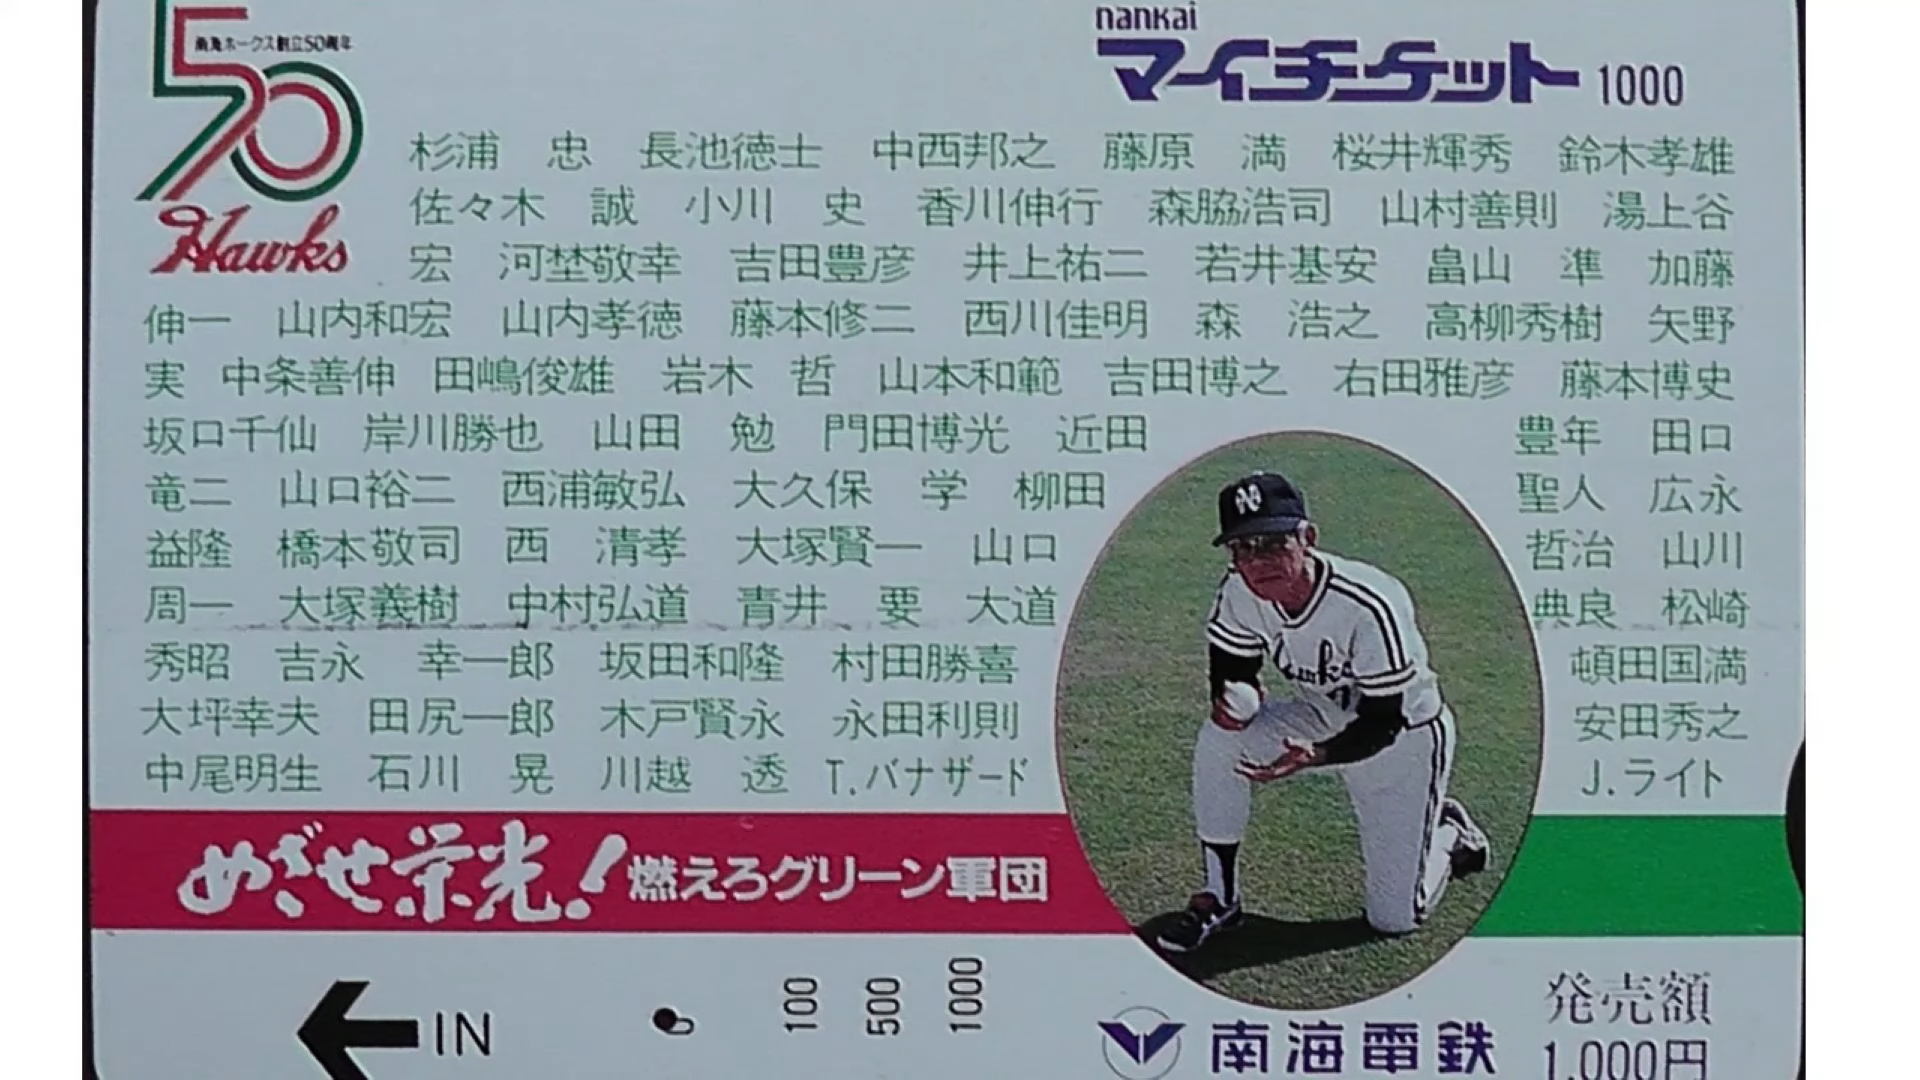 50
南海ホークス創立50周年
Hawks
nankai
マイチケット 1000
杉浦 忠 長池徳士 中西邦之 藤原 満 桜井輝秀 鈴木孝雄
佐々木 誠 小川 史 香川伸行 森脇浩司 山村善則 湯上谷
宏 河埜敬幸 吉田豊彦 井上祐二 若井基安 畠山 準 加藤
伸一 山内和宏 山内孝徳 藤本修二 西川佳明 森 浩之 高柳秀樹 矢野
実 中条善伸 田嶋俊雄 岩木 哲 山本和範 吉田博之 右田雅彦 藤本博史
坂口千仙 岸川勝也 山田 勉 門田博光 近田 豊年 田口
竜二 山口裕二 西浦敏弘 大久保 学 柳田 聖人 広永
益隆 橋本敬司 西 清孝 大塚賢一 山口 哲治 山川
周一 大塚義樹 中村弘道 青井 要 大道 典良 松崎
秀昭 吉永 幸一郎 坂田和隆 村田勝喜 頓田国満
大坪幸夫 田尻一郎 木戸賢永 永田利則 安田秀之
中尾明生 石川 晃 川越 透 T.バナザード J.ライト
N
Hawks
7
めざせ栄光! 燃えろグリーン軍団
IN 100 500 1000
南海電鉄
発売額
1,000円